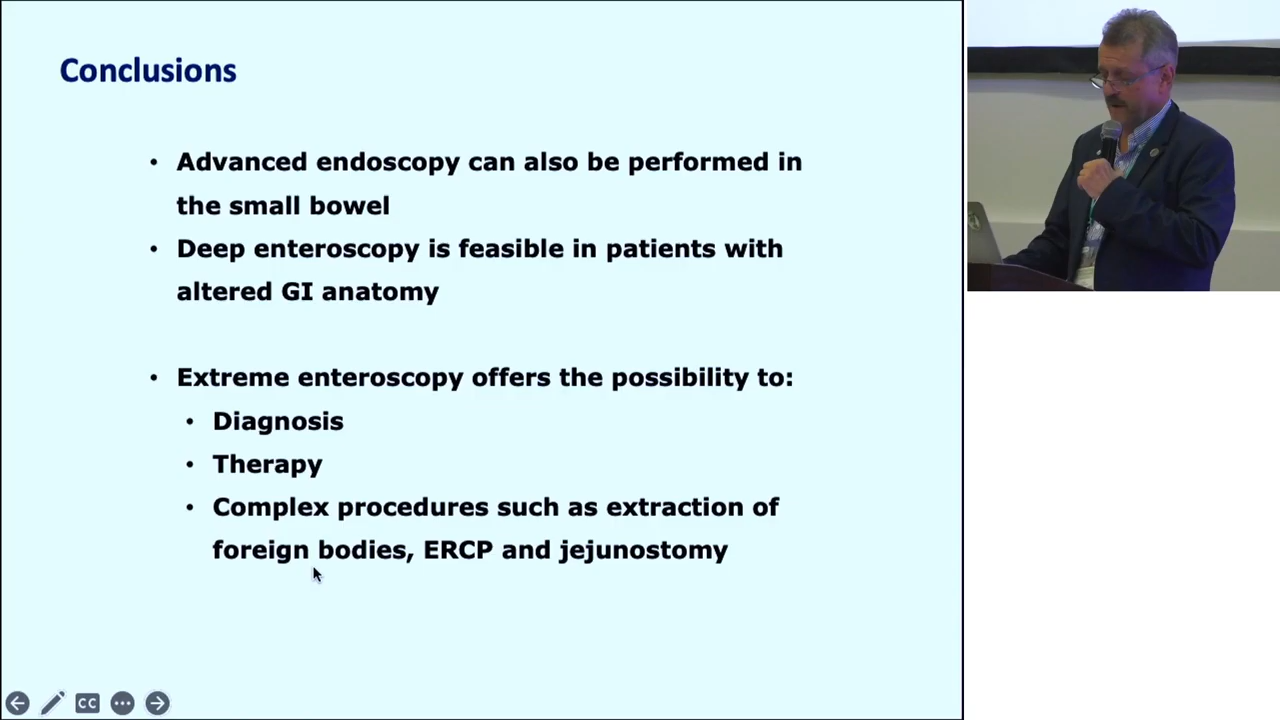 Conclusions
• Advanced endoscopy can also be performed in
the small bowel
• Deep enteroscopy is feasible in patients with
altered GI anatomy
• Extreme enteroscopy offers the possibility to:
• Diagnosis
• Therapy
• Complex procedures such as extraction of
foreign bodies, ERCP and jejunostomy
CC